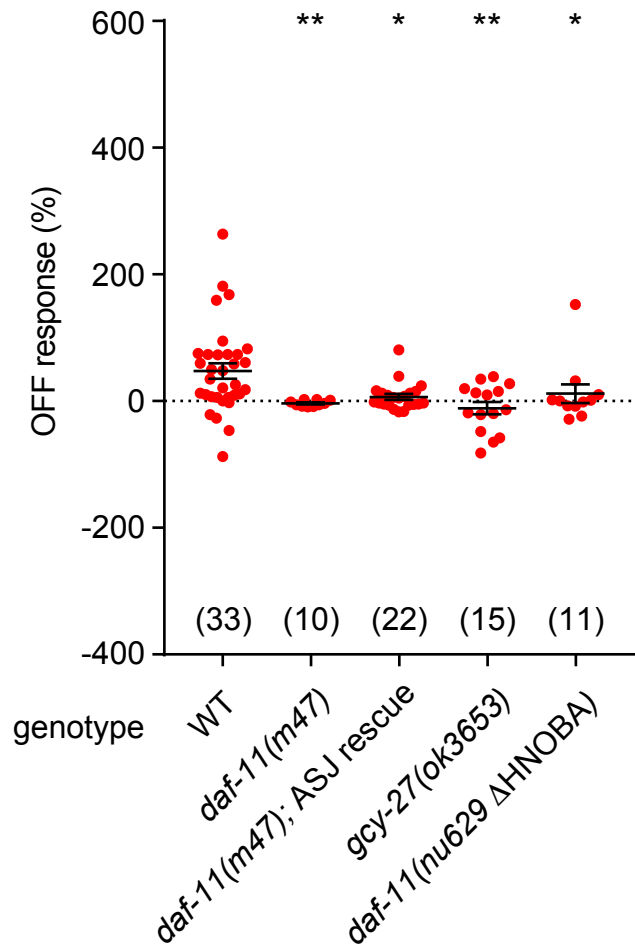 600
** * ** *
400
200
0
-200
-400
OFF response (%)
(33) (10) (22) (15) (11)
genotype
WT
daf-11(m47)
daf-11(m47); ASJ rescue
gcy-27(ok3653)
daf-11(nu629 ΔHNOBA)